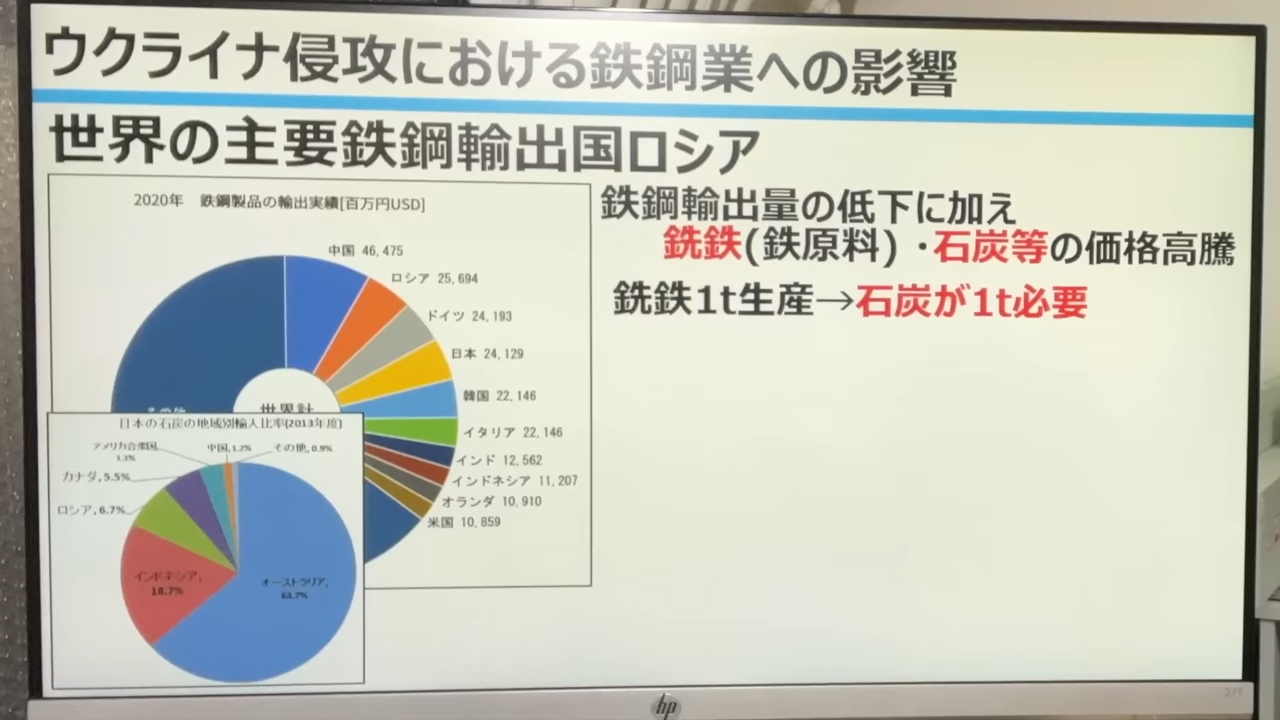 ウクライナ侵攻における鉄鋼業への影響
世界の主要鉄鋼輸出国ロシア
2020年 鉄鋼製品の輸出実績[百万円USD]
中国 46,475
ロシア 25,694
ドイツ 24,193
日本 24,129
韓国 22,146
イタリア 22,146
インド 12,562
インドネシア 11,207
オランダ 10,910
米国 10,859
その他
世界計
日本の石炭の地域別輸入比率(2013年度)
アメリカ合衆国,
3.3%
中国, 1.2%
その他, 0.9%
カナダ, 5.5%
ロシア, 6.7%
インドネシア,
18.7%
オーストラリア,
63.7%
鉄鋼輸出量の低下に加え
銑鉄(鉄原料)・石炭等の価格高騰
銑鉄1t生産→石炭が1t必要
hp